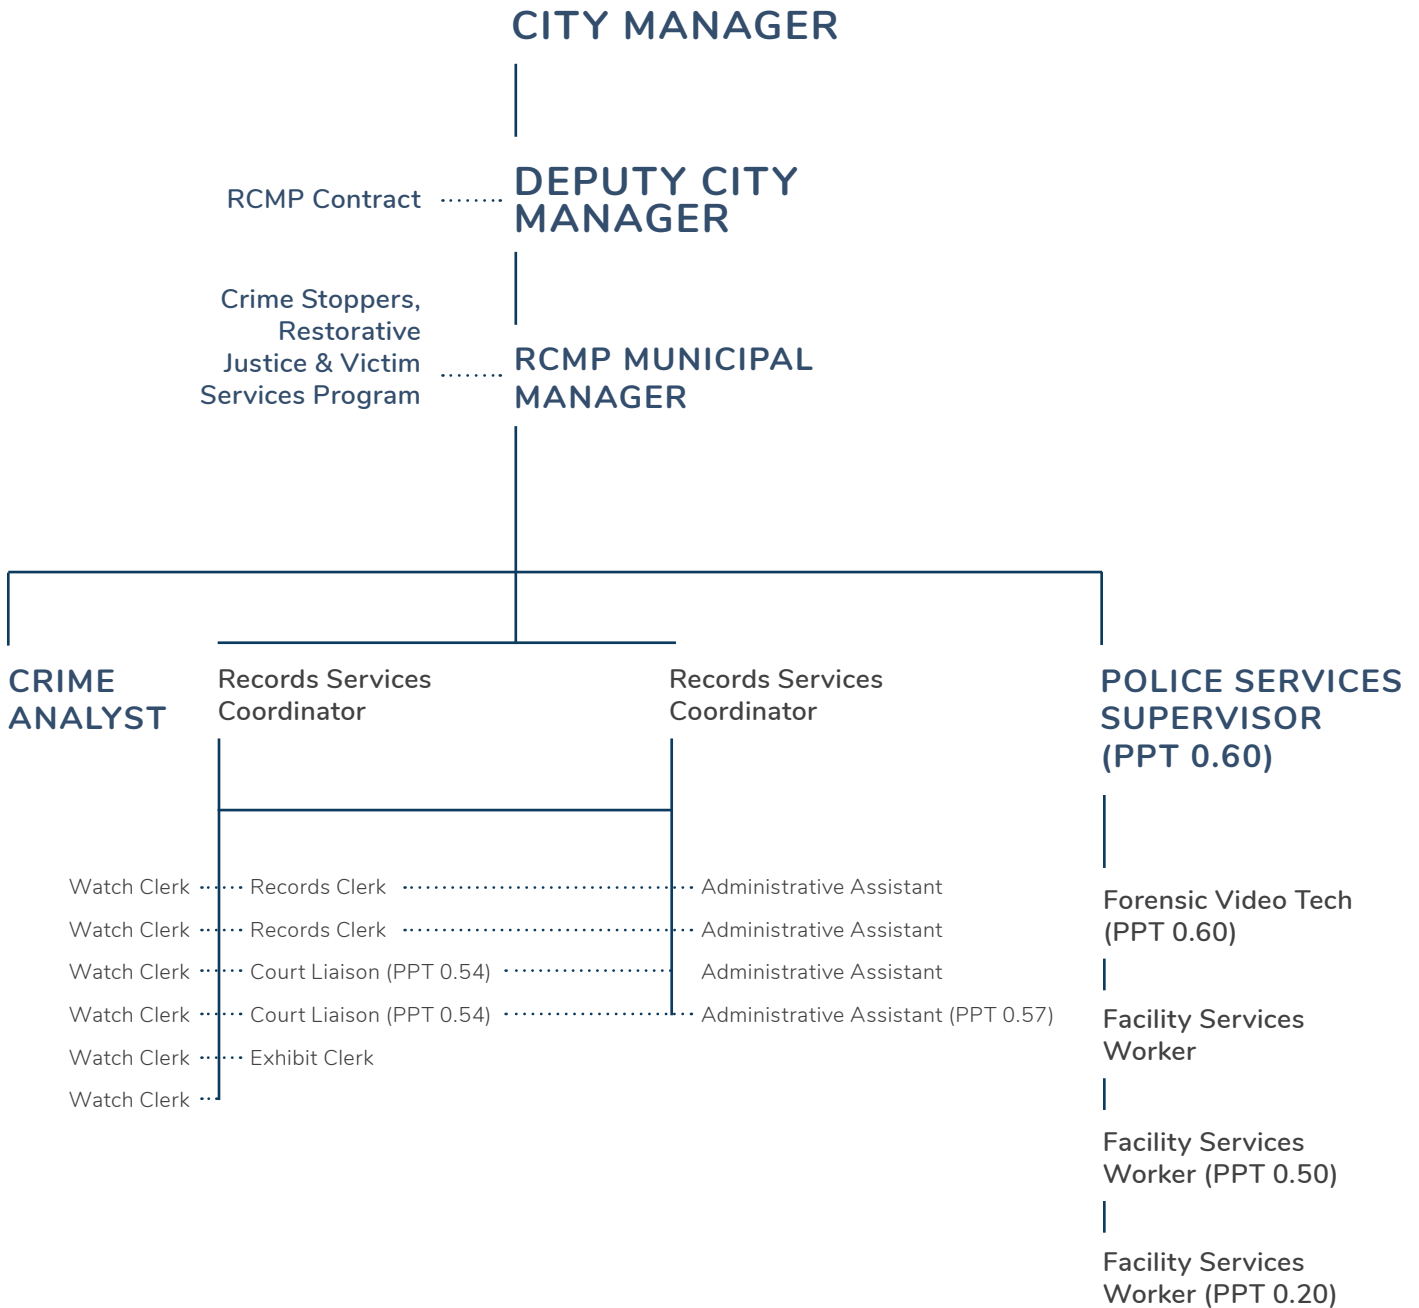 CITY MANAGER
RCMP Contract
DEPUTY CITY
MANAGER
Crime Stoppers,
Restorative
Justice & Victim
Services Program
RCMP MUNICIPAL
MANAGER
CRIME
ANALYST
Records Services
Coordinator
Records Services
Coordinator
POLICE SERVICES
SUPERVISOR
(PPT 0.60)
Watch Clerk
Records Clerk
Administrative Assistant
Watch Clerk
Records Clerk
Administrative Assistant
Watch Clerk
Court Liaison (PPT 0.54)
Administrative Assistant
Watch Clerk
Court Liaison (PPT 0.54)
Administrative Assistant (PPT 0.57)
Watch Clerk
Exhibit Clerk
Watch Clerk
Forensic Video Tech
(PPT 0.60)
Facility Services
Worker
Facility Services
Worker (PPT 0.50)
Facility Services
Worker (PPT 0.20)